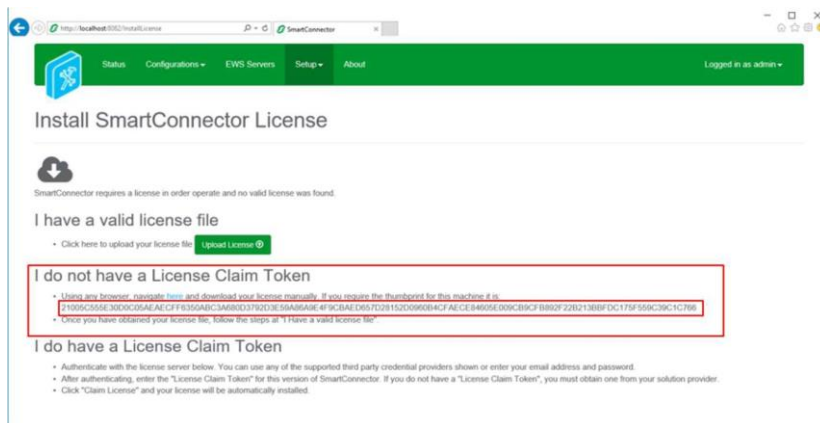 http://localhost:8082/InstallLicense
SmartConnector
Status Configurations EWS Servers Setup About Logged in as admin
Install SmartConnector License
SmartConnector requires a license in order operate and no valid license was found.
I have a valid license file
Click here to upload your license file Upload License
I do not have a License Claim Token
Using any browser, navigate here and download your license manually. If you require the thumbprint for this machine it is:
Once you have obtained your license file, follow the steps at "I Have a valid license file".
I do have a License Claim Token
Authenticate with the license server below. You can use any of the supported third party credential providers shown or enter your email address and password.
After authenticating, enter the "License Claim Token" for this version of SmartConnector. If you do not have a "License Claim Token", you must obtain one from your solution provider.
Click "Claim License" and your license will be automatically installed.